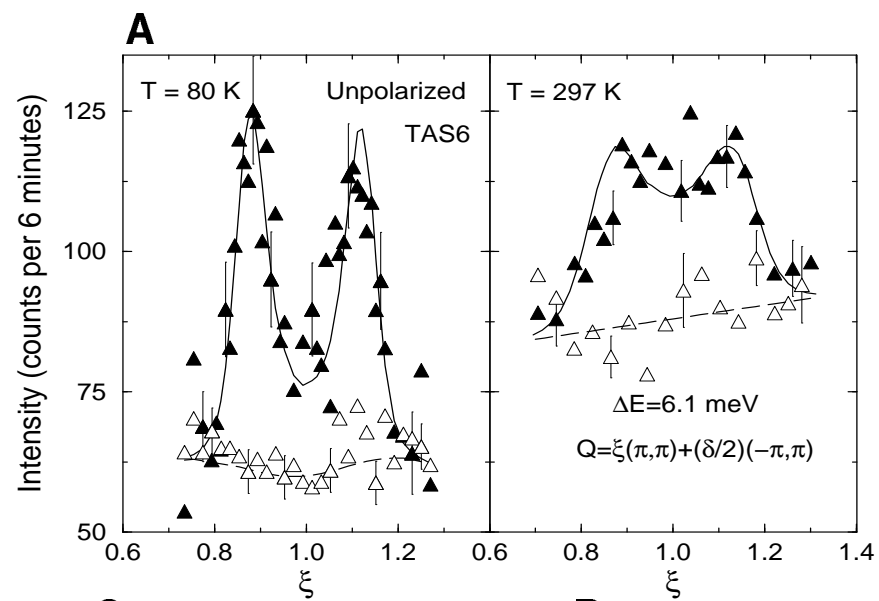 A
T = 80 K
Unpolarized
TAS6
T = 297 K
ΔE=6.1 meV
Q=ξ(π,π)+(δ/2)(-π,π)
Intensity (counts per 6 minutes)
125
100
75
50
0.6 0.8 1.0 1.2 0.6 0.8 1.0 1.2 1.4
ξ ξ